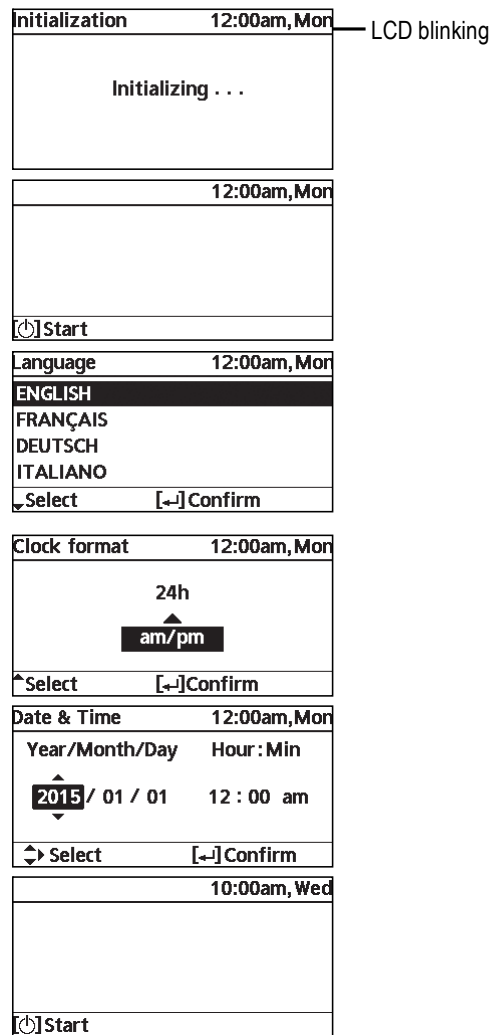 Initialization 12:00am,Mon
LCD blinking
Initializing . . .
12:00am,Mon
[⏻]Start
Language 12:00am,Mon
ENGLISH
FRANÇAIS
DEUTSCH
ITALIANO
Select [↵]Confirm
Clock format 12:00am,Mon
24h
am/pm
Select [↵]Confirm
Date & Time 12:00am,Mon
Year/Month/Day Hour:Min
2015/ 01 / 01 12 : 00 am
Select [↵]Confirm
10:00am,Wed
[⏻]Start